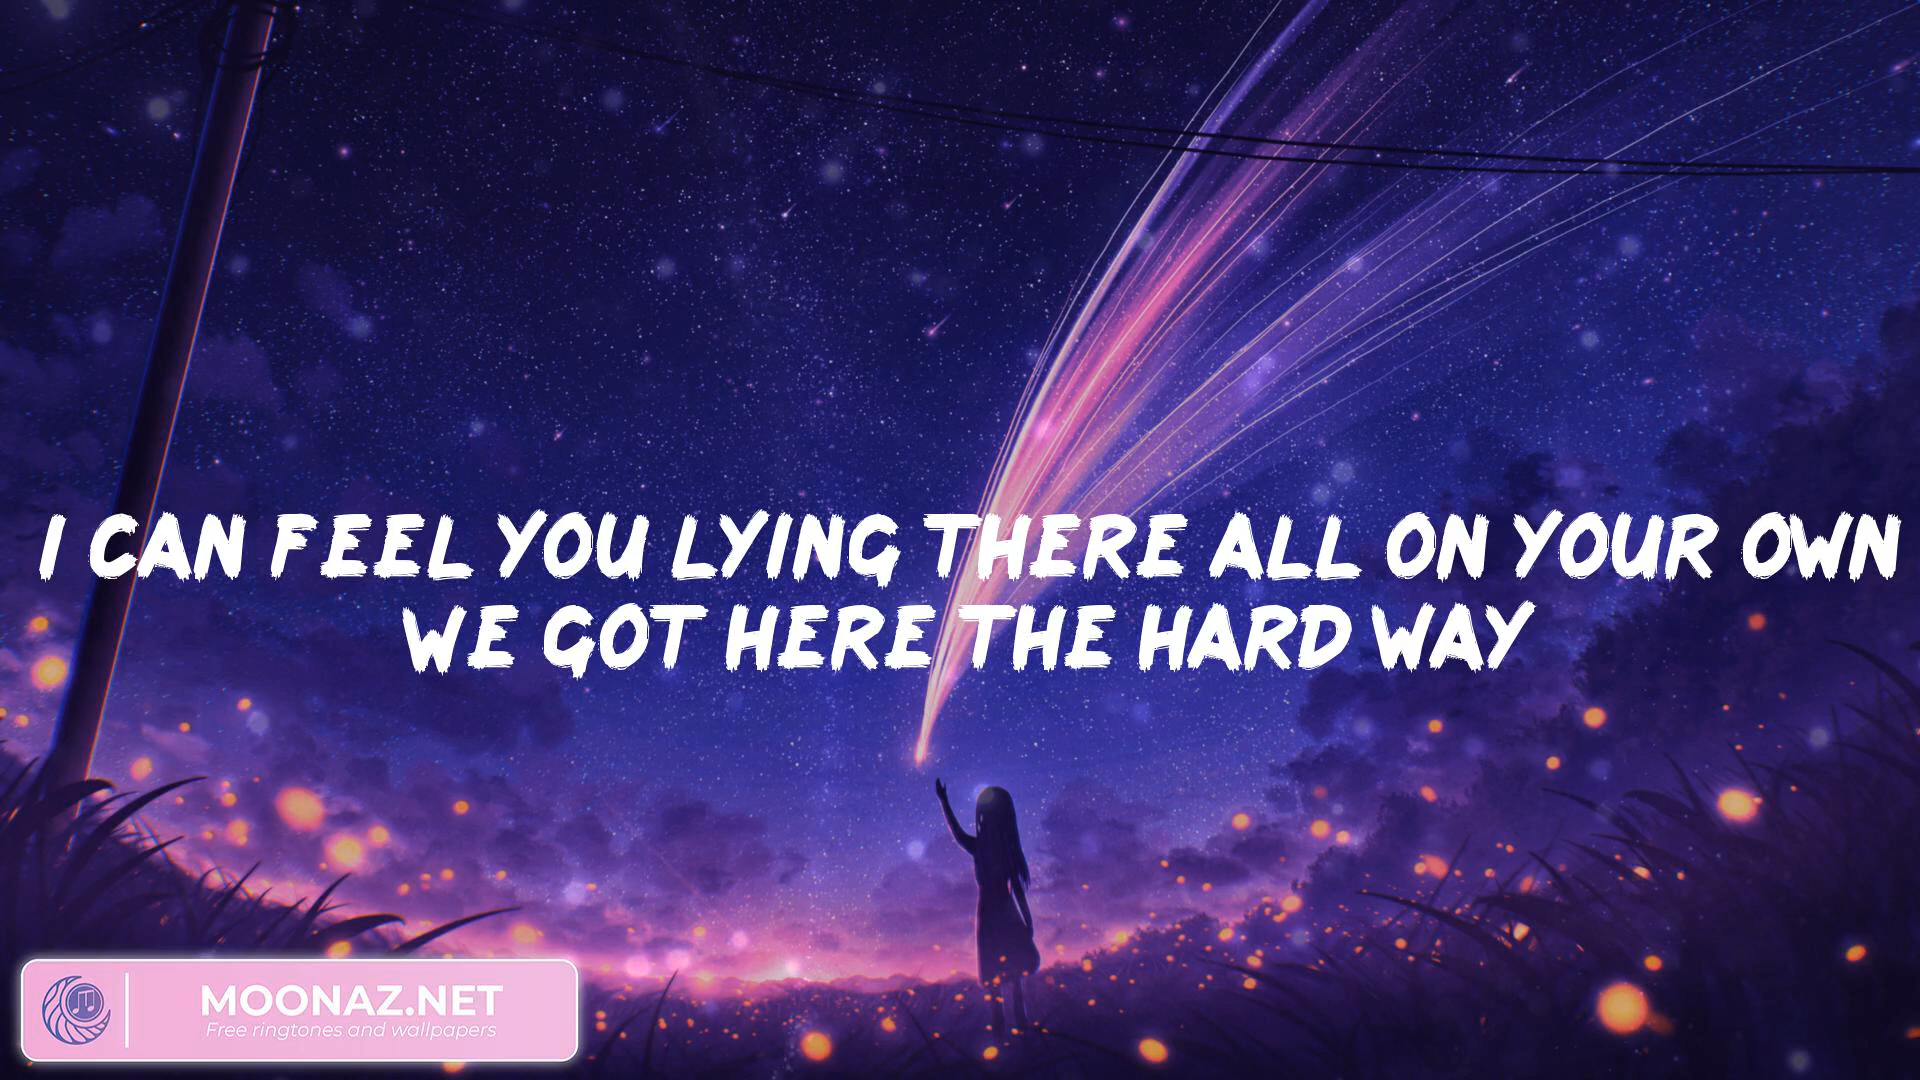 I CAN FEEL YOU LYING THERE ALL ON YOUR OWN
WE GOT HERE THE HARD WAY
MOONAZ.NET
Free ringtones and wallpapers